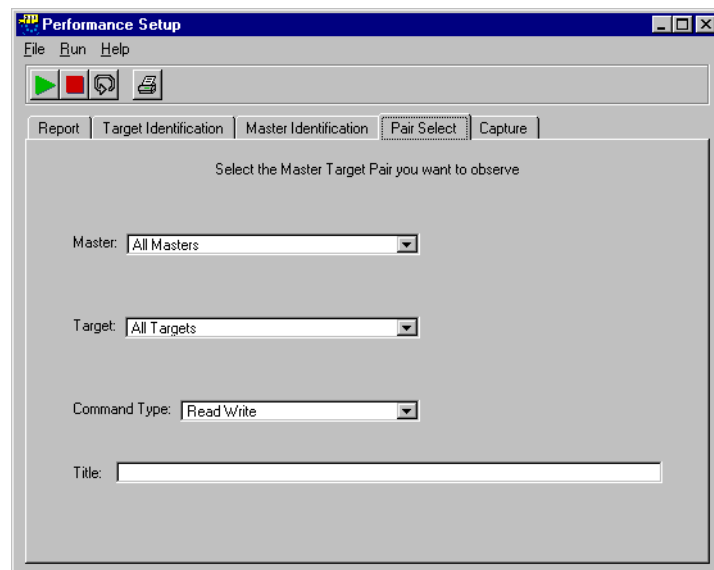 Performance Setup
File Run Help
Report Target Identification Master Identification Pair Select Capture
Select the Master Target Pair you want to observe
Master: All Masters
Target: All Targets
Command Type: Read Write
Title: